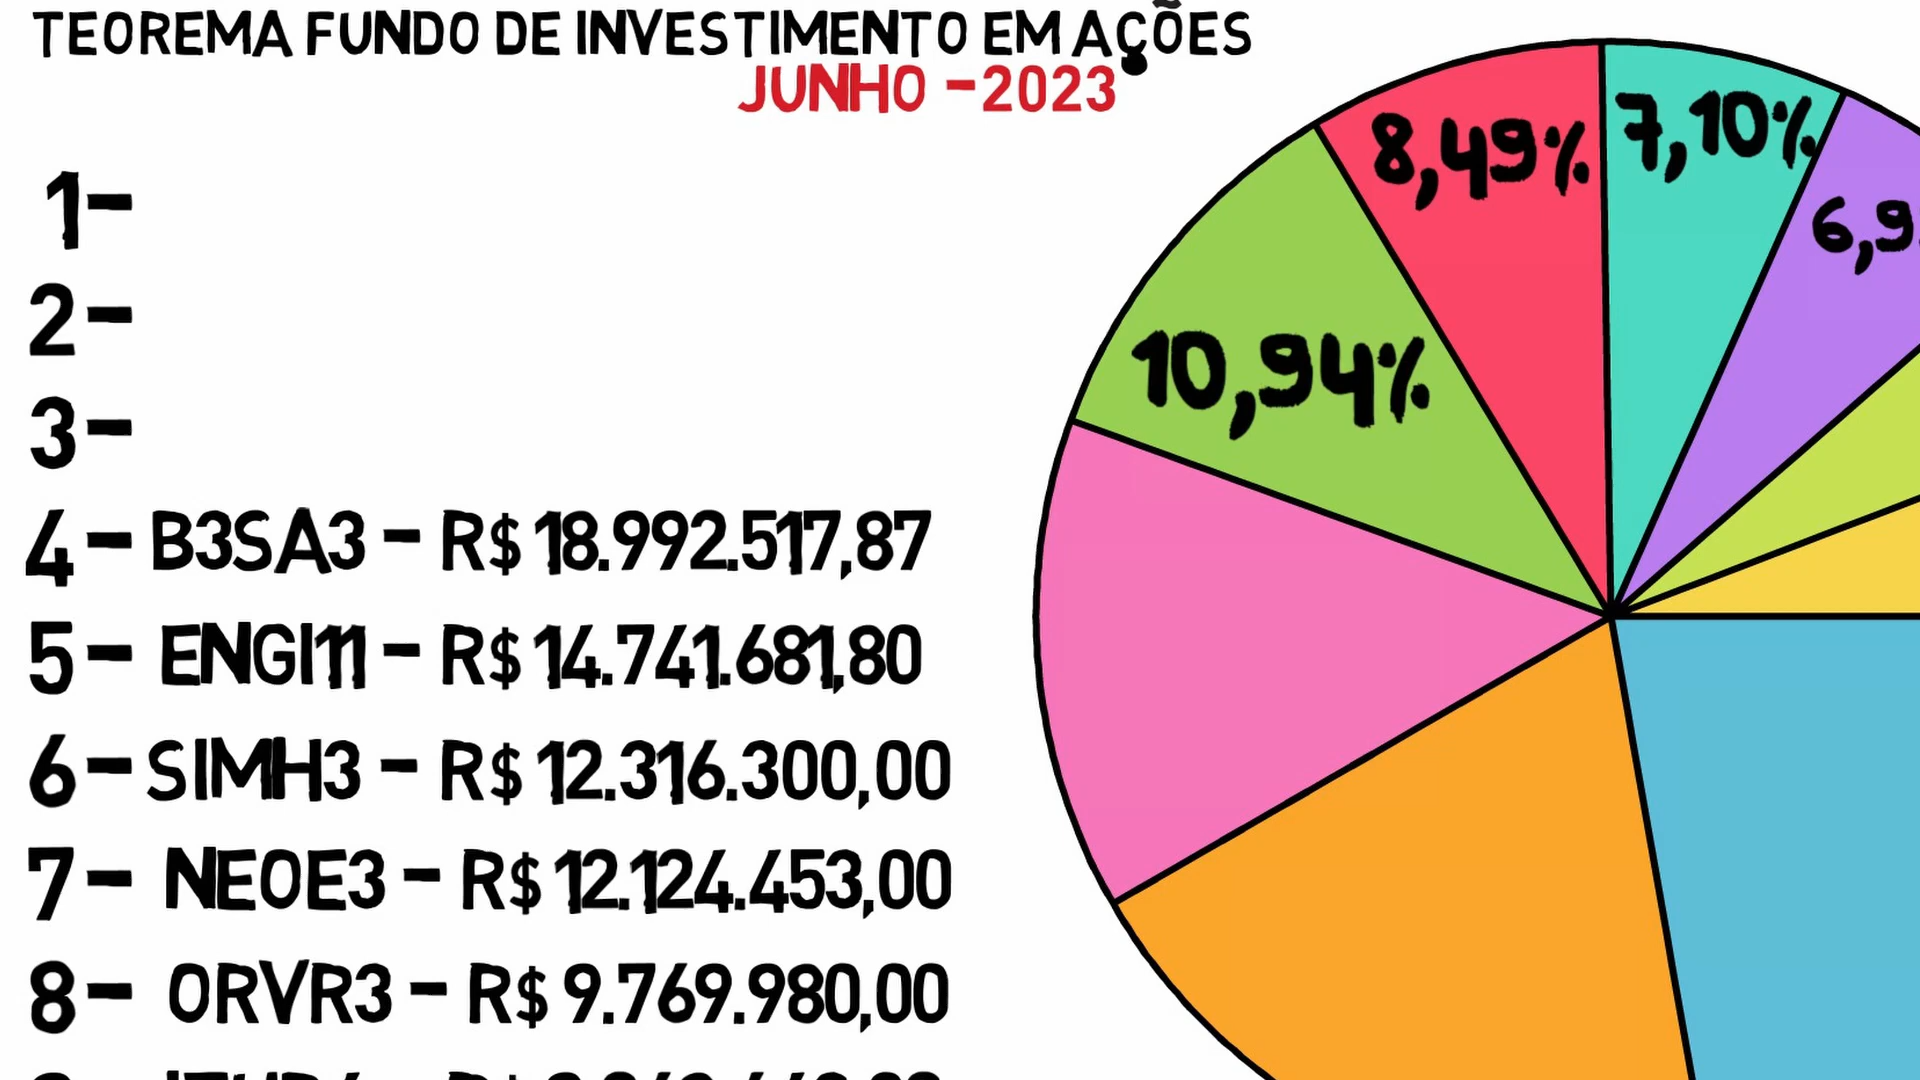 TEOREMA FUNDO DE INVESTIMENTO EM AÇÕES
JUNHO - 2023
8,49%
7,10%
6,9
10,94%
1-
2-
3-
4- B3SA3 - R$ 18.992.517,87
5- ENGI11 - R$ 14.741.681,80
6- SIMH3 - R$ 12.316.300,00
7- NEOE3 - R$ 12.124.453,00
8- ORVR3 - R$ 9.769.980,00